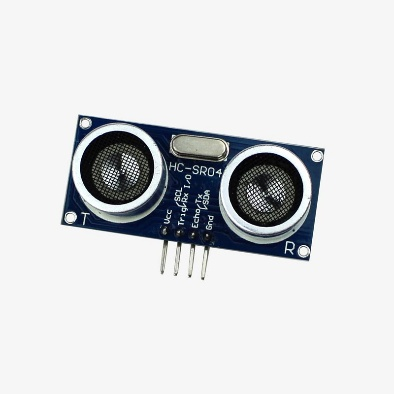 HC-SR04
T
Vcc
Trig/Rx/SCL I/O
Echo/Tx/SDA
Gnd
R